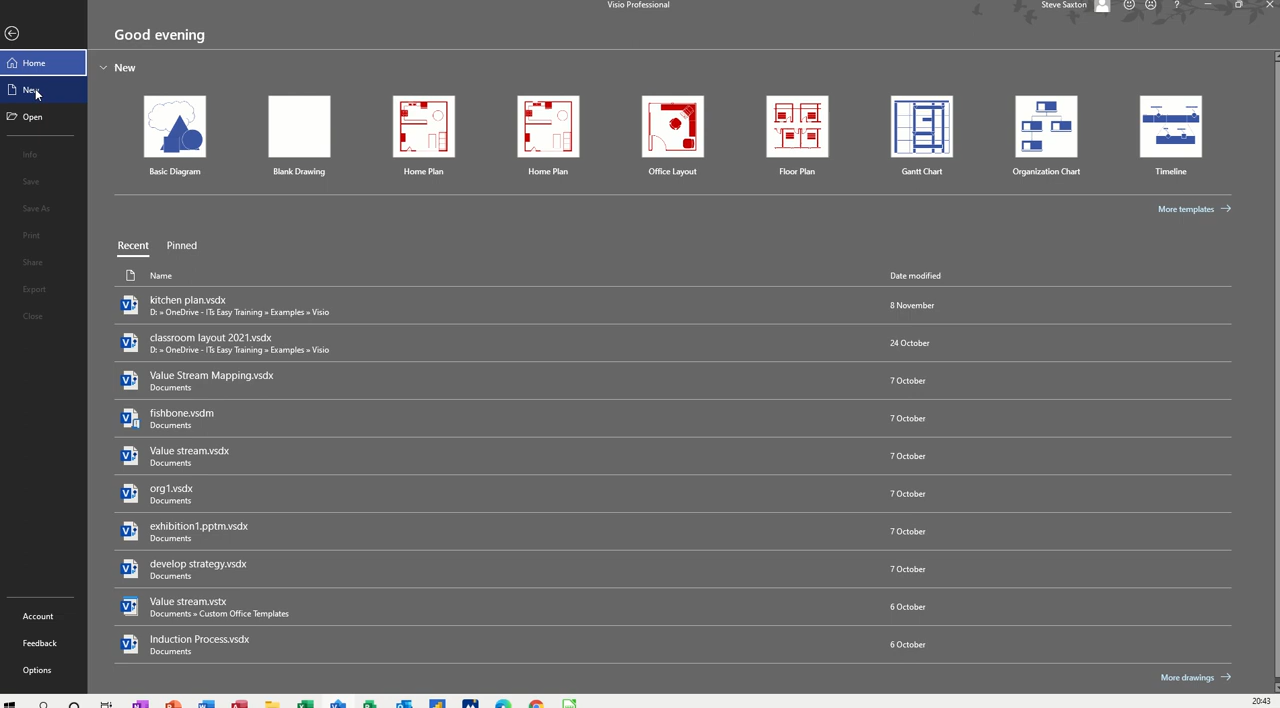 Visio Professional
Steve Saxton
?
Good evening
Home
New
Open
Info
Save
Save As
Print
Share
Export
Close
Account
Feedback
Options
New
Basic Diagram
Blank Drawing
Home Plan
Home Plan
Office Layout
Floor Plan
Gantt Chart
Organization Chart
Timeline
More templates
Recent Pinned
Name Date modified
kitchen plan.vsdx
D: » OneDrive - ITs Easy Training » Examples » Visio
8 November
classroom layout 2021.vsdx
D: » OneDrive - ITs Easy Training » Examples » Visio
24 October
Value Stream Mapping.vsdx
Documents
7 October
fishbone.vsdm
Documents
7 October
Value stream.vsdx
Documents
7 October
org1.vsdx
Documents
7 October
exhibition1.pptm.vsdx
Documents
7 October
develop strategy.vsdx
Documents
7 October
Value stream.vstx
Documents » Custom Office Templates
6 October
Induction Process.vsdx
Documents
6 October
More drawings
20:43